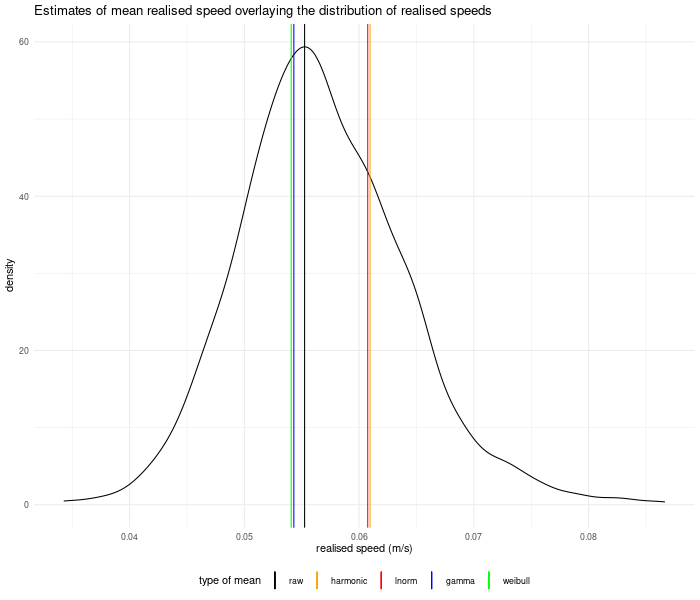 Estimates of mean realised speed overlaying the distribution of realised speeds
60
40
20
0
density
0.04 0.05 0.06 0.07 0.08
realised speed (m/s)
type of mean raw harmonic lnorm gamma weibull